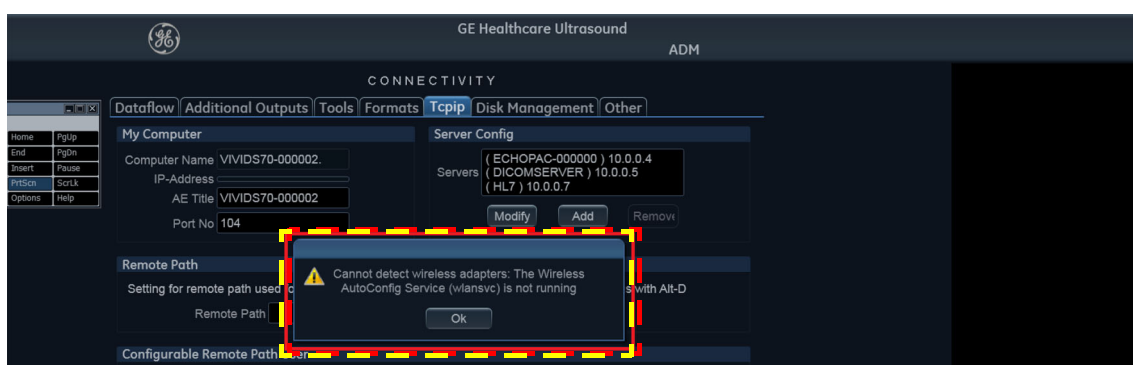 GE Healthcare Ultrasound
ADM
CONNECTIVITY
Dataflow Additional Outputs Tools Formats Tcpip Disk Management Other
Home PgUp
End PgDn
Insert Pause
PrtScn ScrLk
Options Help
My Computer
Computer Name VIVIDS70-000002.
IP-Address
AE Title VIVIDS70-000002
Port No 104
Server Config
Servers
( ECHOPAC-000000 ) 10.0.0.4
( DICOMSERVER ) 10.0.0.5
( HL7 ) 10.0.0.7
Modify Add Remov
Remote Path
Setting for remote path used
s with Alt-D
Remote Path
Cannot detect wireless adapters: The Wireless
AutoConfig Service (wlansvc) is not running
Ok
Configurable Remote Path User